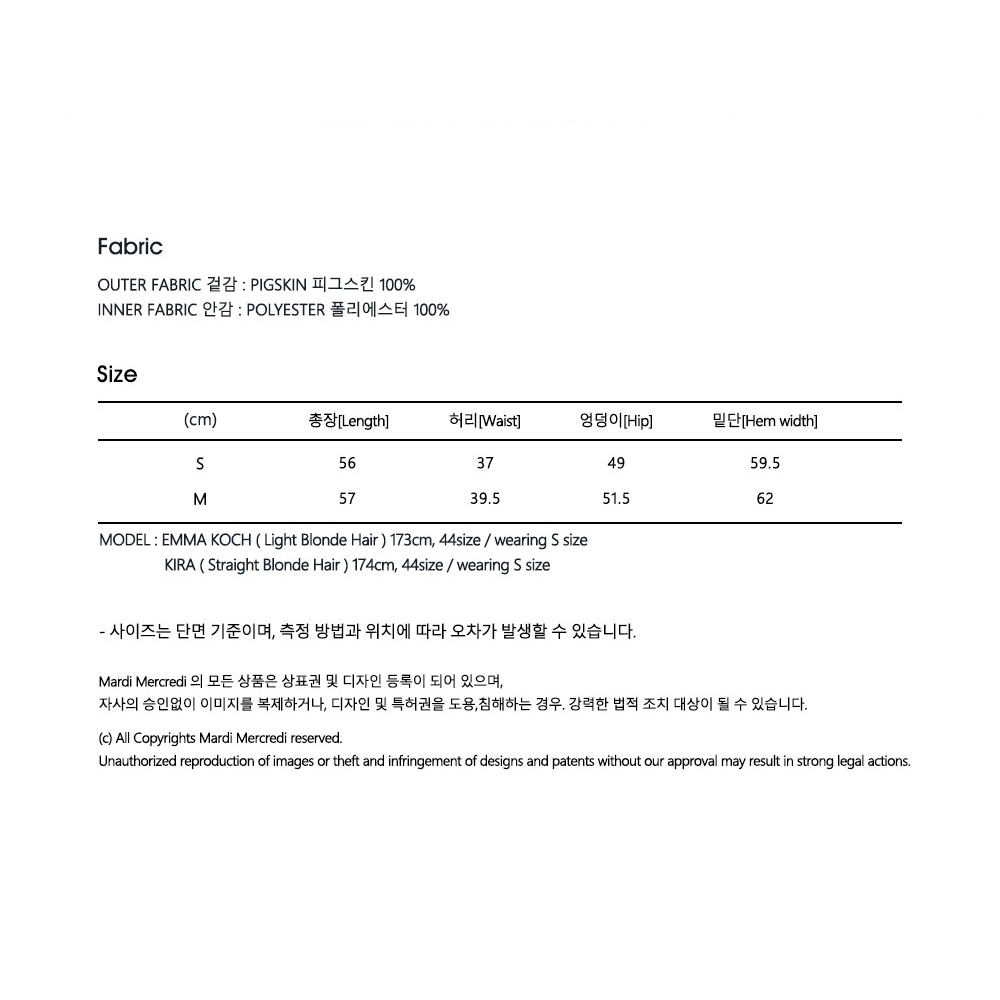 Fabric
OUTER FABRIC 겉감 : PIGSKIN 피그스킨 100%
INNER FABRIC 안감 : POLYESTER 폴리에스터 100%
Size
(cm) 총장[Length] 허리[Waist] 엉덩이[Hip] 밑단[Hem width]
S 56 37 49 59.5
M 57 39.5 51.5 62
MODEL : EMMA KOCH ( Light Blonde Hair ) 173cm, 44size / wearing S size
KIRA ( Straight Blonde Hair ) 174cm, 44size / wearing S size
- 사이즈는 단면 기준이며, 측정 방법과 위치에 따라 오차가 발생할 수 있습니다.
Mardi Mercredi 의 모든 상품은 상표권 및 디자인 등록이 되어 있으며,
자사의 승인없이 이미지를 복제하거나, 디자인 및 특허권을 도용,침해하는 경우. 강력한 법적 조치 대상이 될 수 있습니다.
(c) All Copyrights Mardi Mercredi reserved.
Unauthorized reproduction of images or theft and infringement of designs and patents without our approval may result in strong legal actions.